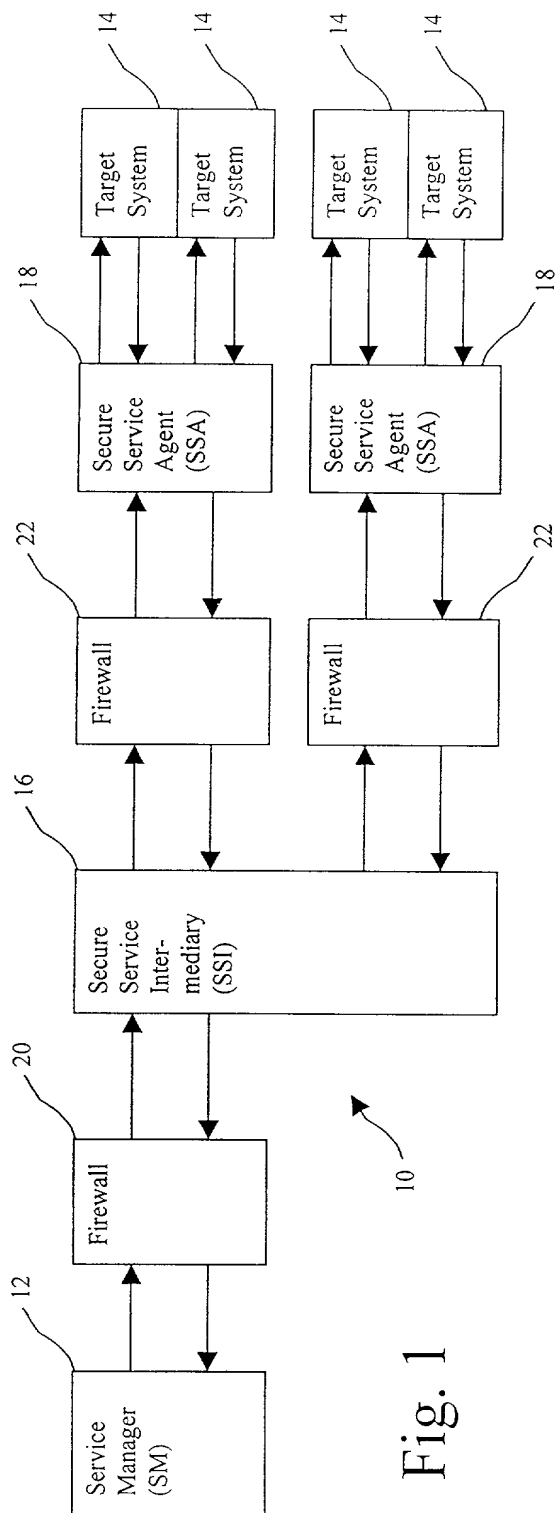 12
Service
Manager
(SM)
20
Firewall
16
Secure
Service
Inter-
mediary
(SSI)
22
Firewall
18
Secure
Service
Agent
(SSA)
14
Target
System
14
Target
System
Firewall
22
Secure
Service
Agent
(SSA)
18
Target
System
14
Target
System
14
10
Fig. 1